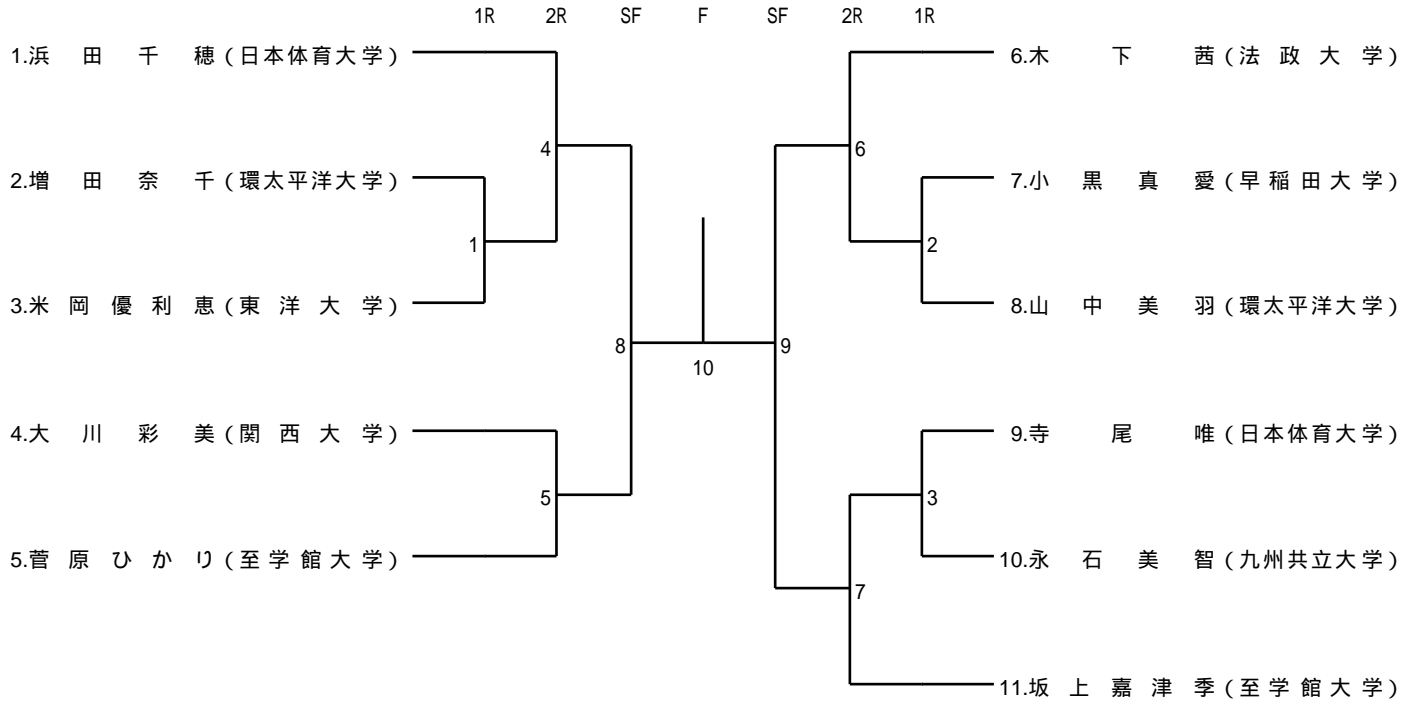 1R 2R SF F SF 2R 1R
1.浜田千穂(日本体育大学)
2.増田奈千(環太平洋大学)
3.米岡優利恵(東洋大学)
4.大川彩美(関西大学)
5.菅原ひかり(至学館大学)
4
1
5
8
10
9
6
2
3
7
6.木下茜(法政大学)
7.小黒真愛(早稲田大学)
8.山中美羽(環太平洋大学)
9.寺尾唯(日本体育大学)
10.永石美智(九州共立大学)
11.坂上嘉津季(至学館大学)